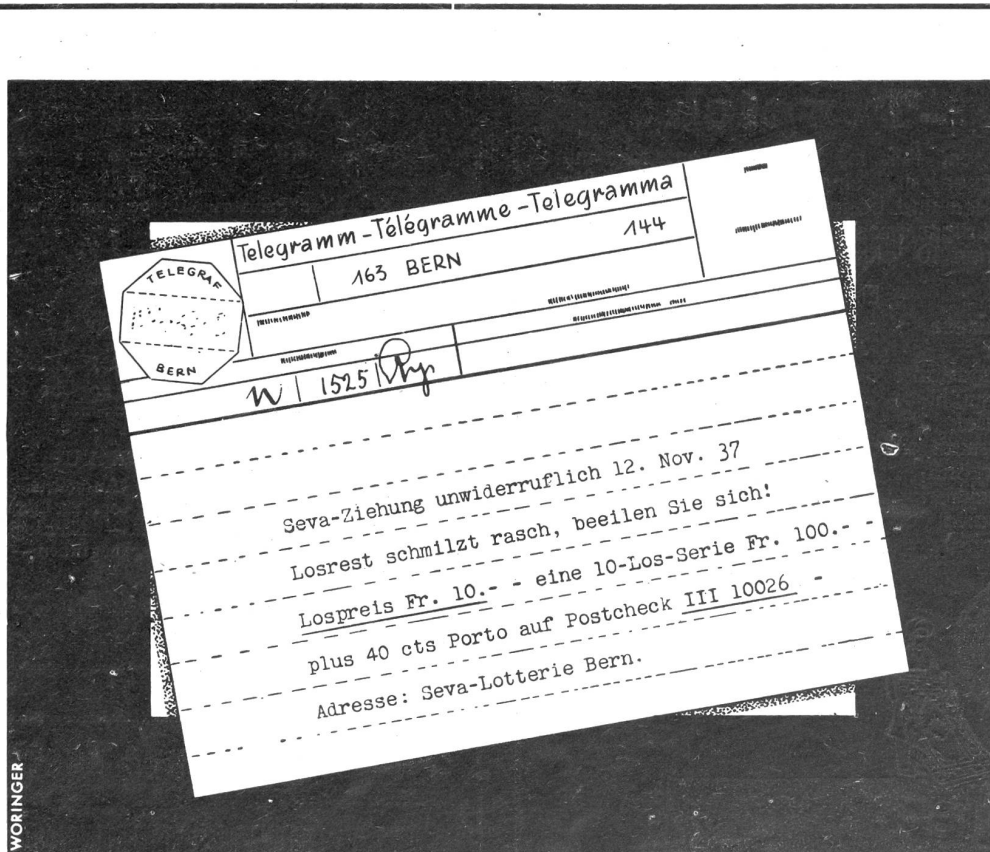 Telegramm-Télégramme-Telegramma
163 BERN 144
TELEGRAF
BERN
1525
Seva-Ziehung unwiderruflich 12. Nov. 37
Losrest schmilzt rasch, beeilen Sie sich!
Lospreis Fr. 10.- - eine 10-Los-Serie Fr. 100.- -
plus 40 cts Porto auf Postcheck III 10026 -
Adresse: Seva-Lotterie Bern.
WORINGER